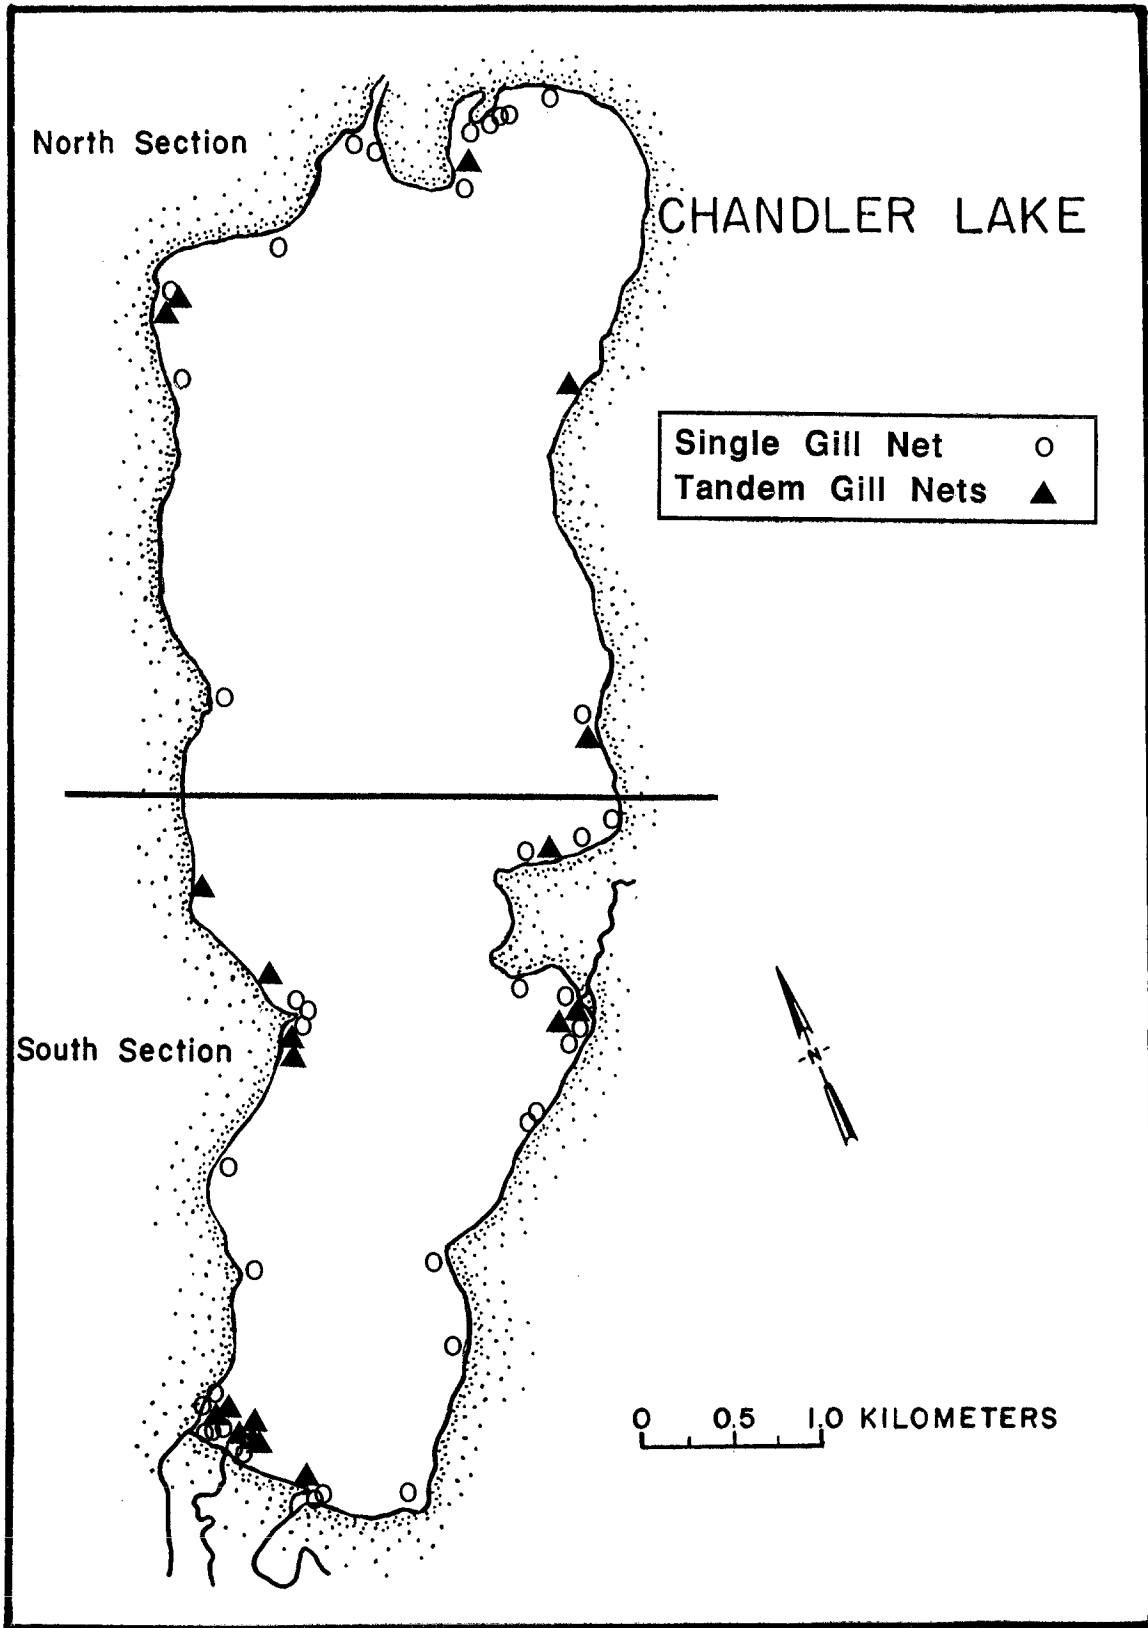 North Section
CHANDLER LAKE
Single Gill Net
Tandem Gill Nets
South Section
N
0 0.5 1.0 KILOMETERS